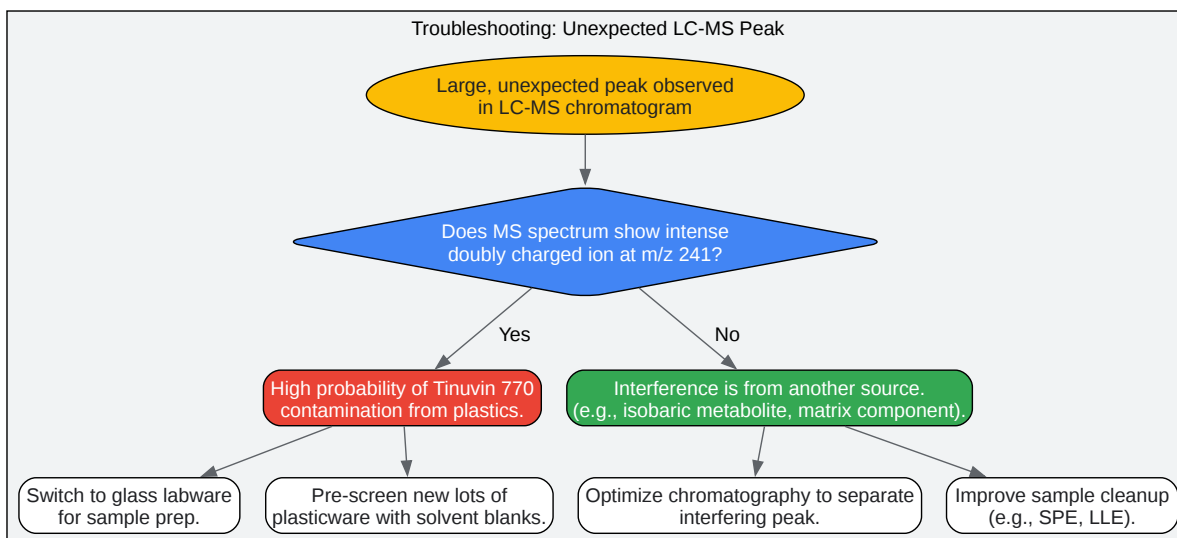 Troubleshooting: Unexpected LC-MS Peak
Large, unexpected peak observed
in LC-MS chromatogram
Does MS spectrum show intense
doubly charged ion at m/z 241?
Yes
No
High probability of Tinuvin 770
contamination from plastics.
Interference is from another source.
(e.g., isobaric metabolite, matrix component).
Switch to glass labware
for sample prep.
Pre-screen new lots of
plasticware with solvent blanks.
Optimize chromatography to separate
interfering peak.
Improve sample cleanup
(e.g., SPE, LLE).